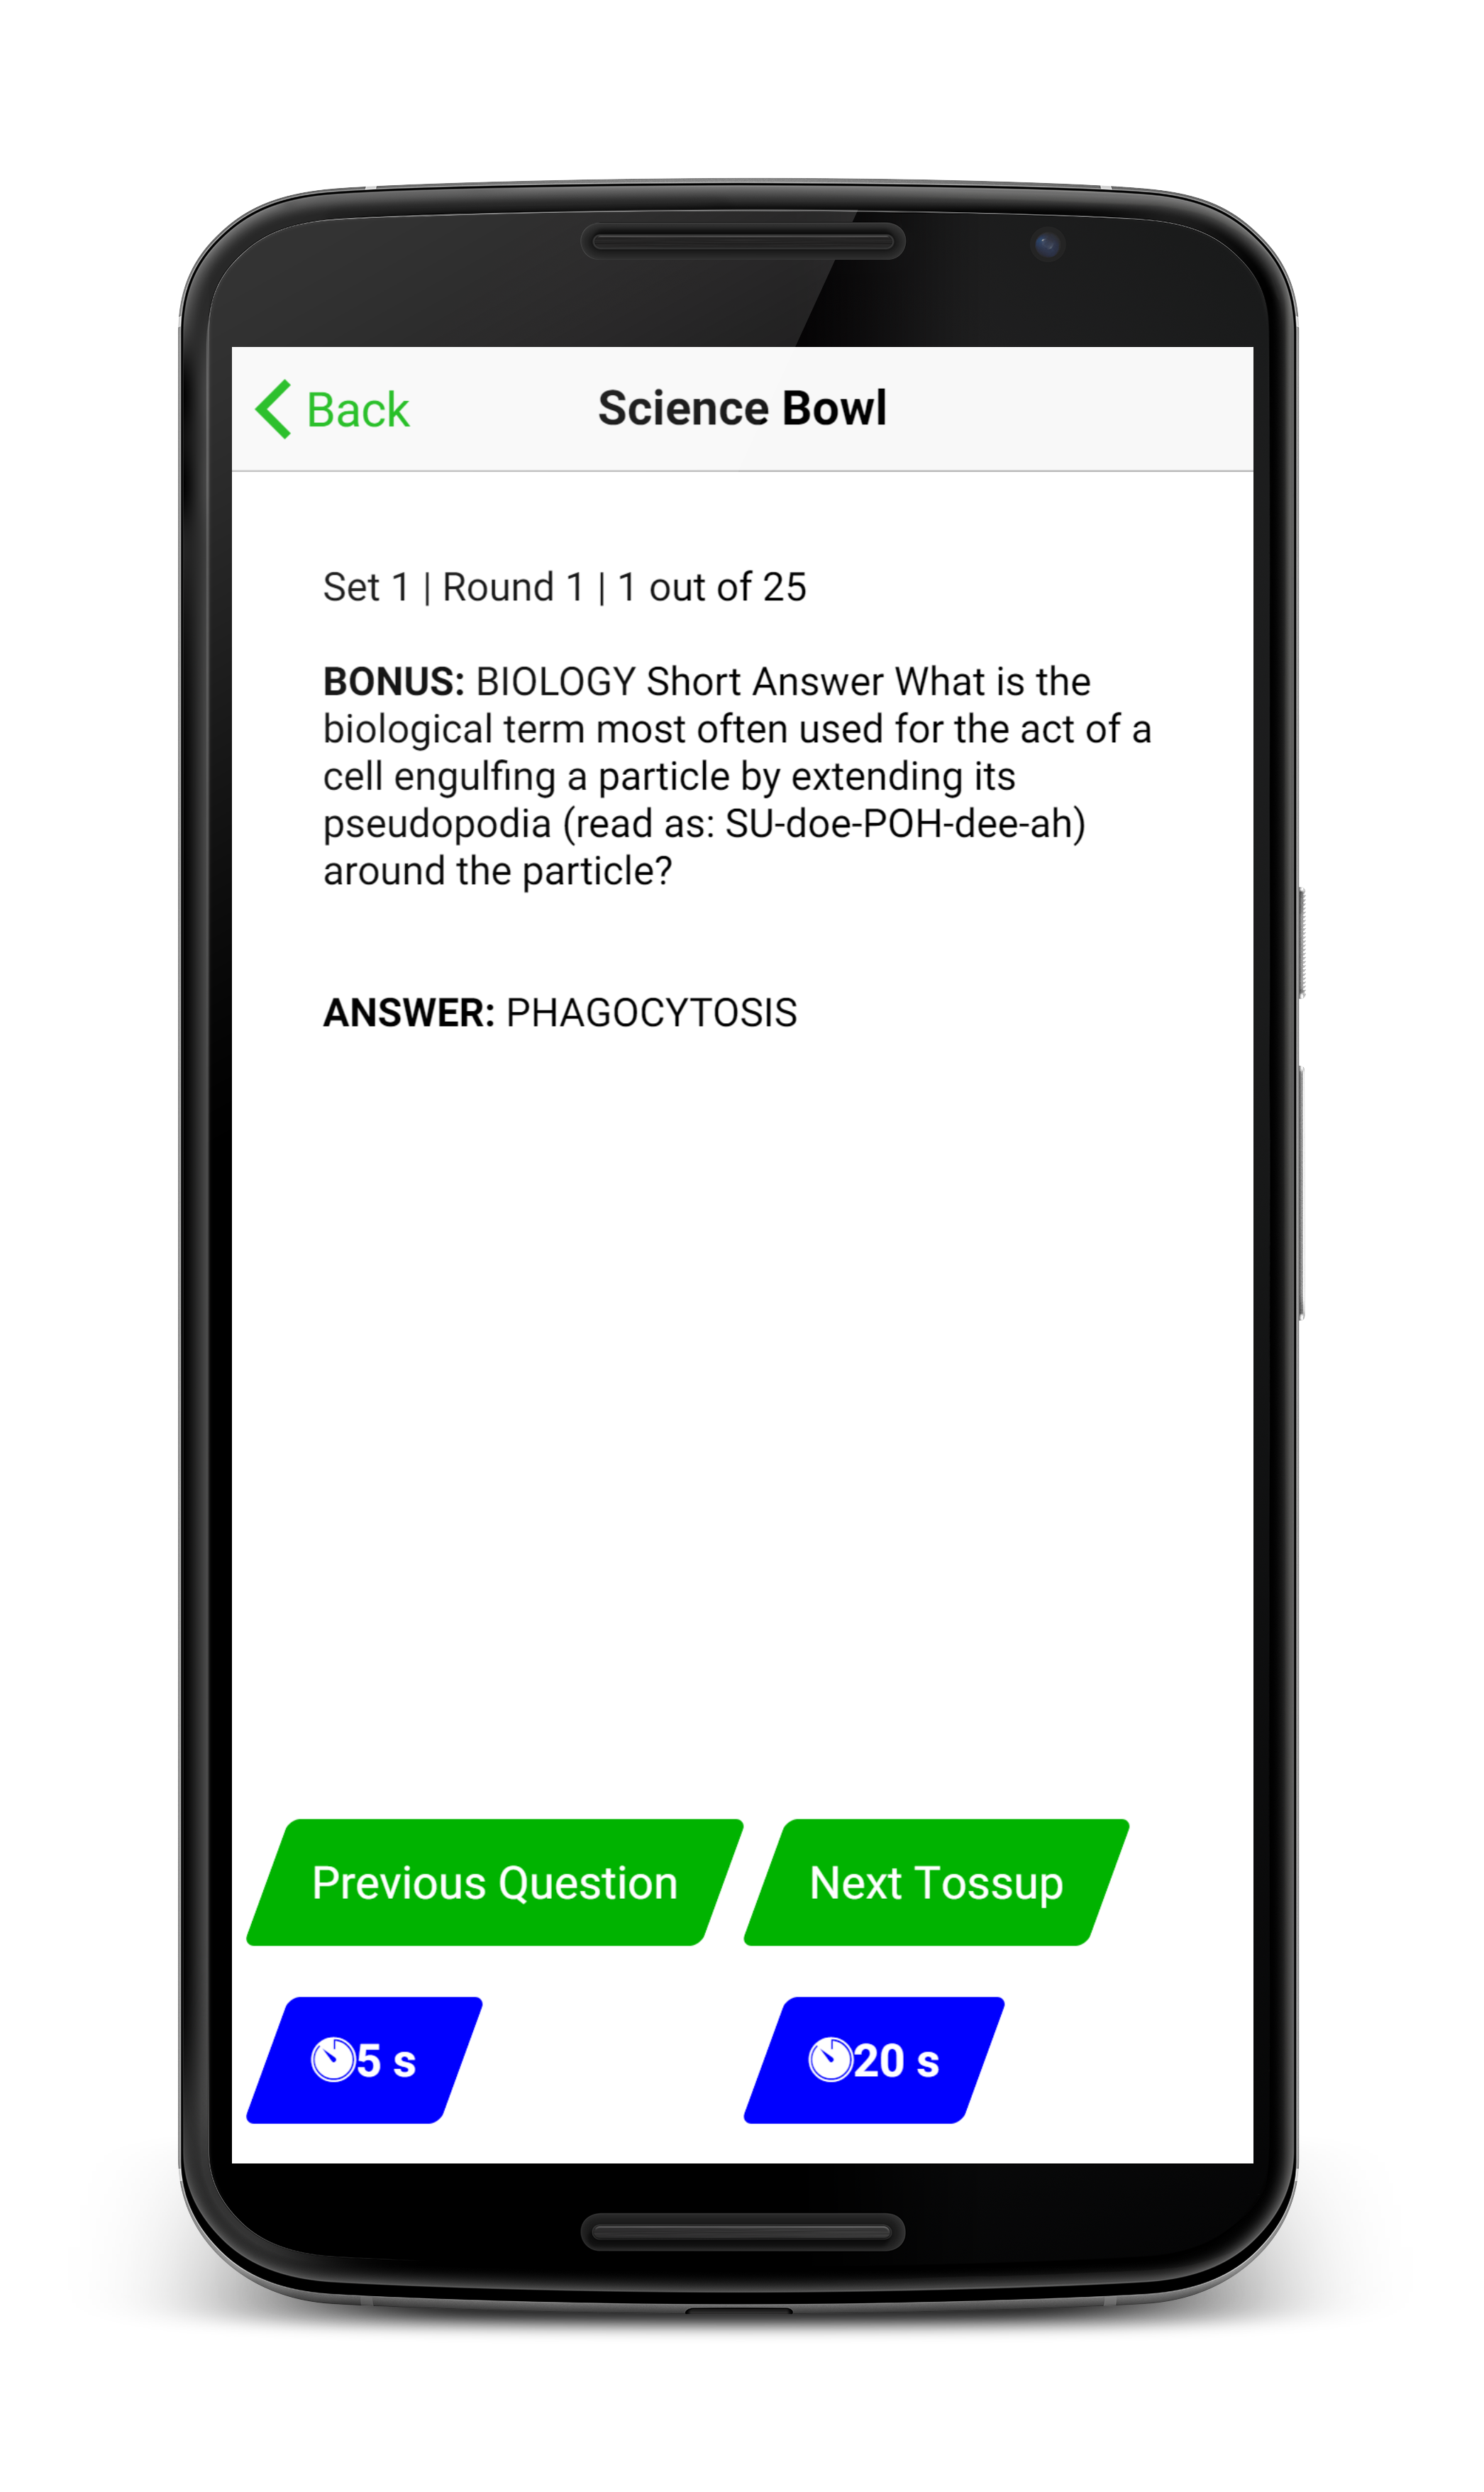 Back
Science Bowl
Set 1 | Round 1 | 1 out of 25
BONUS: BIOLOGY Short Answer What is the
biological term most often used for the act of a
cell engulfing a particle by extending its
pseudopodia (read as: SU-doe-POH-dee-ah)
around the particle?
ANSWER: PHAGOCYTOSIS
Previous Question
Next Tossup
5 s
20 s